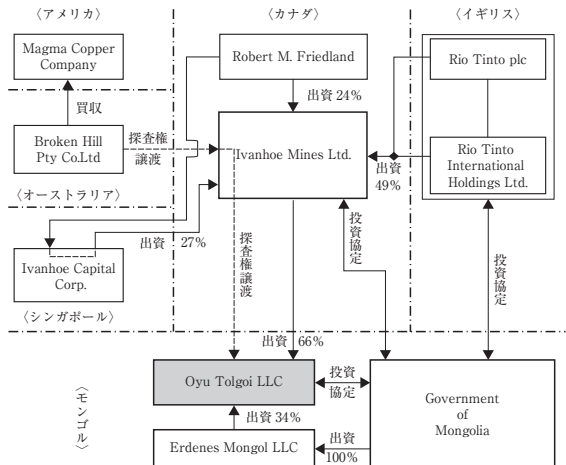 〈アメリカ〉
〈カナダ〉
〈イギリス〉
Magma Copper
Company
Robert M. Friedland
Rio Tinto plc
買収
出資 24%
Broken Hill
Pty Co.Ltd
探査権
譲渡
Ivanhoe Mines Ltd.
出資
49%
Rio Tinto
International
Holdings Ltd.
〈オーストラリア〉
出資 27%
Ivanhoe Capital
Corp.
探査権譲渡
投資協定
投資協定
〈シンガポール〉
出資 66%
〈モンゴル〉
Oyu Tolgoi LLC
投資
協定
Government
of
Mongolia
出資 34%
Erdenes Mongol LLC
出資
100%